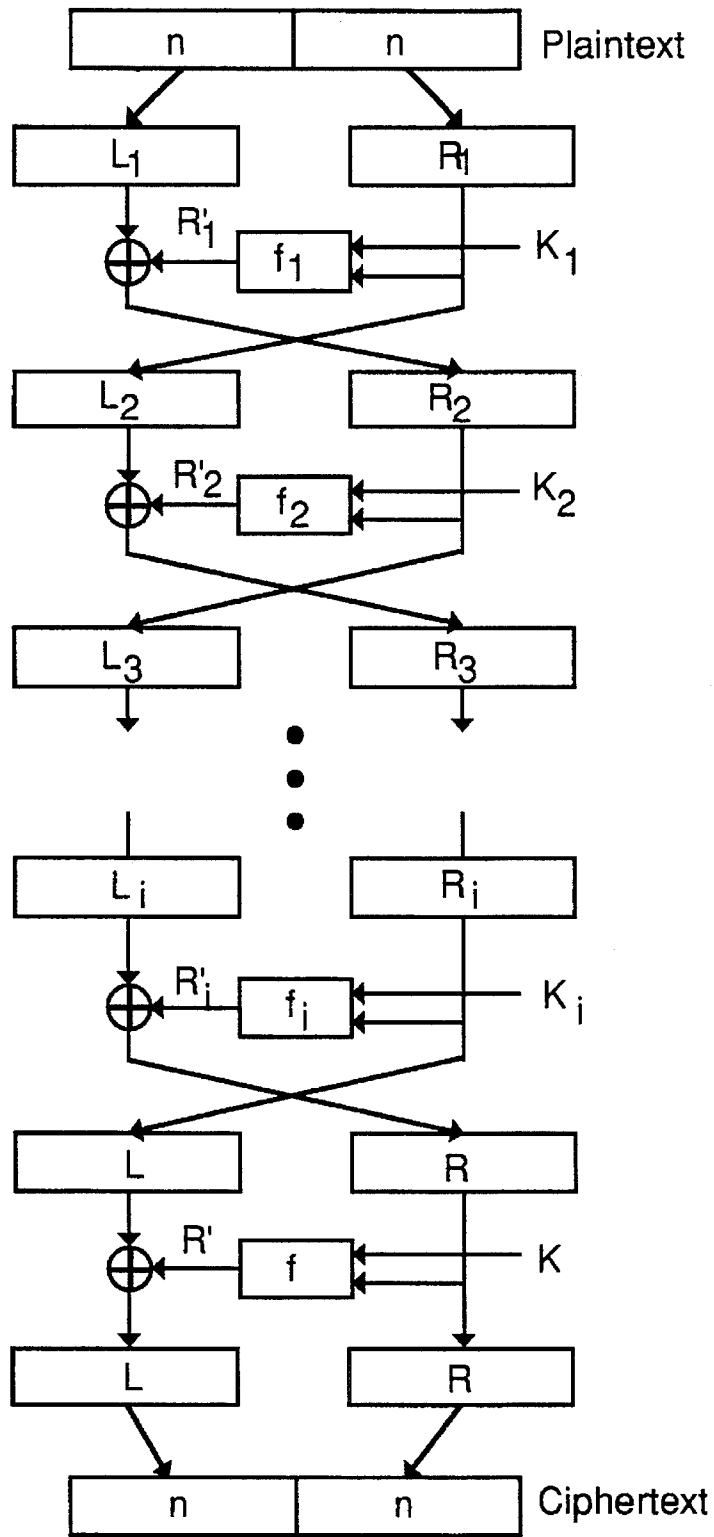 n n Plaintext
L1 R1
R'1 f1 K1
L2 R2
R'2 f2 K2
L3 R3
Li Ri
R'i fi Ki
L R
R' f K
L R
n n Ciphertext